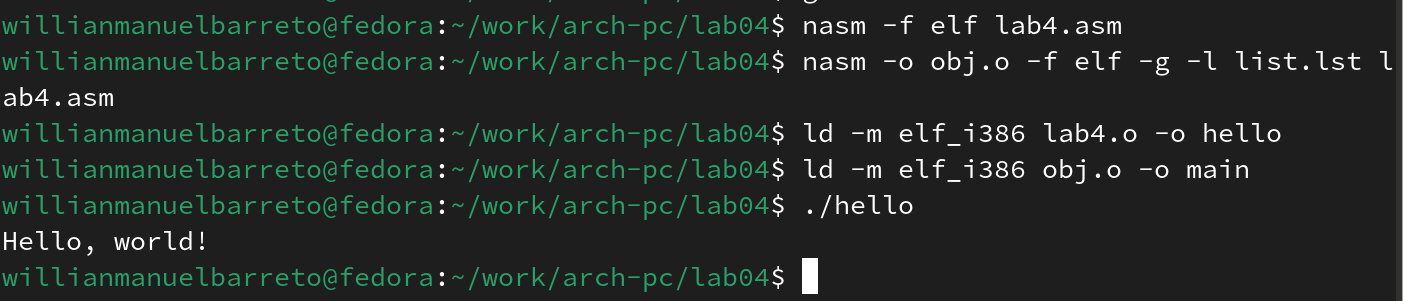 willianmanuelbarreto@fedora:~/work/arch-pc/lab04$ nasm -f elf lab4.asm
willianmanuelbarreto@fedora:~/work/arch-pc/lab04$ nasm -o obj.o -f elf -g -l list.lst l
ab4.asm
willianmanuelbarreto@fedora:~/work/arch-pc/lab04$ ld -m elf_i386 lab4.o -o hello
willianmanuelbarreto@fedora:~/work/arch-pc/lab04$ ld -m elf_i386 obj.o -o main
willianmanuelbarreto@fedora:~/work/arch-pc/lab04$ ./hello
Hello, world!
willianmanuelbarreto@fedora:~/work/arch-pc/lab04$